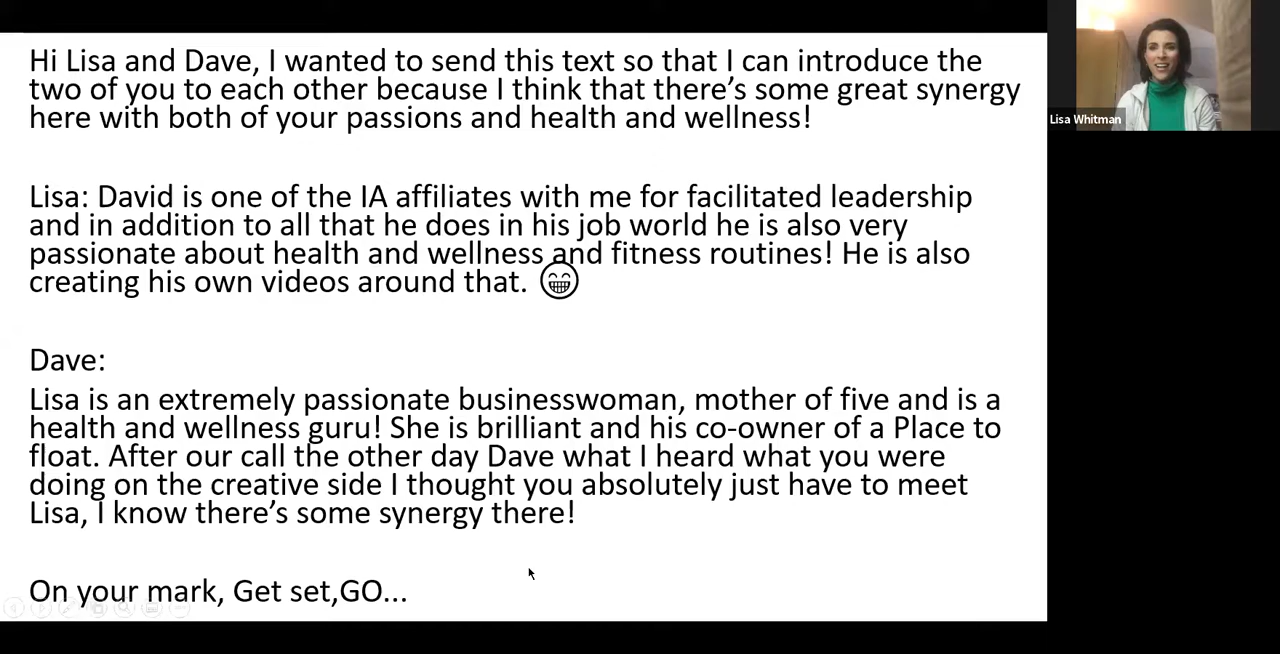 Hi Lisa and Dave, I wanted to send this text so that I can introduce the
two of you to each other because I think that there’s some great synergy
here with both of your passions and health and wellness!
Lisa: David is one of the IA affiliates with me for facilitated leadership
and in addition to all that he does in his job world he is also very
passionate about health and wellness and fitness routines! He is also
creating his own videos around that. 😁
Dave:
Lisa is an extremely passionate businesswoman, mother of five and is a
health and wellness guru! She is brilliant and his co-owner of a Place to
float. After our call the other day Dave what I heard what you were
doing on the creative side I thought you absolutely just have to meet
Lisa, I know there’s some synergy there!
On your mark, Get set,GO...
Lisa Whitman